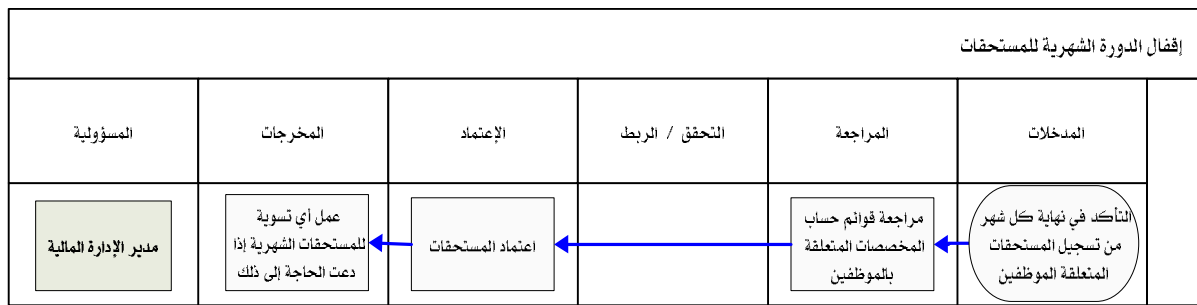 إقفال الدورة الشهرية للمستحقات
المدخلات
المراجعة
التحقق / الربط
الإعتماد
المخرجات
المسؤولية
التأكد في نهاية كل شهر
من تسجيل المستحقات
المتعلقة الموظفين
مراجعة قوائم حساب
المخصصات المتعلقة
بالموظفين
اعتماد المستحقات
عمل أي تسوية
للمستحقات الشهرية إذا
دعت الحاجة إلى ذلك
مدير الإدارة المالية